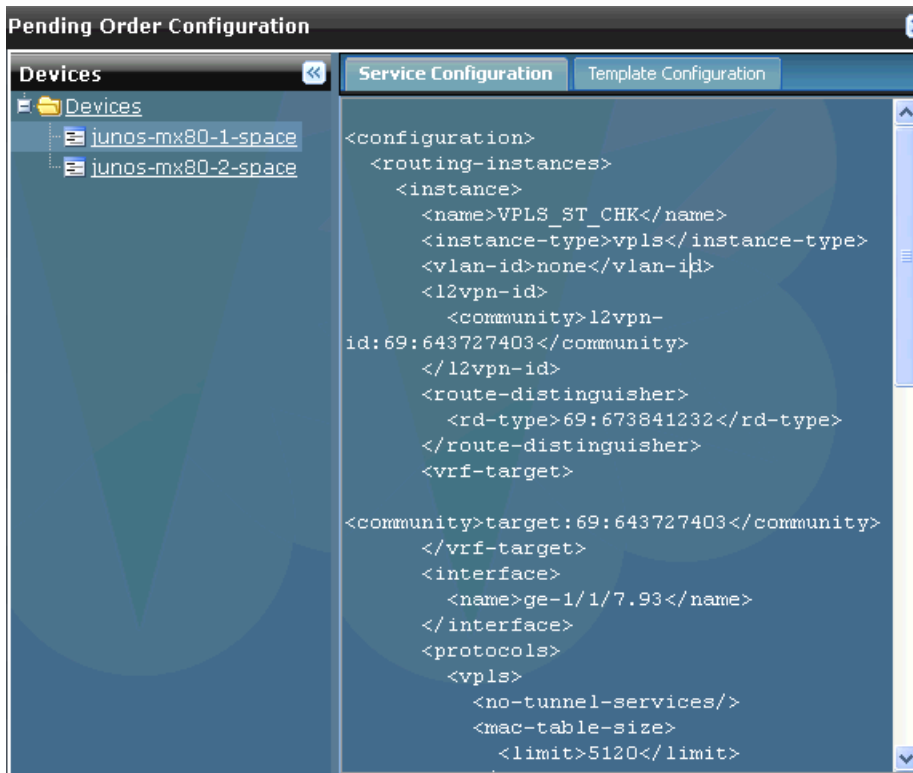 Pending Order Configuration
Devices
Devices
junos-mx80-1-space
junos-mx80-2-space
Service Configuration
Template Configuration
<configuration>
<routing-instances>
<instance>
<name>VPLS_ST_CHK</name>
<instance-type>vpls</instance-type>
<vlan-id>none</vlan-id>
<l2vpn-id>
<community>l2vpn-
id:69:643727403</community>
</l2vpn-id>
<route-distinguisher>
<rd-type>69:673841232</rd-type>
</route-distinguisher>
<vrf-target>
<community>target:69:643727403</community>
</vrf-target>
<interface>
<name>ge-1/1/7.93</name>
</interface>
<protocols>
<vpls>
<no-tunnel-services/>
<mac-table-size>
<limit>5120</limit>